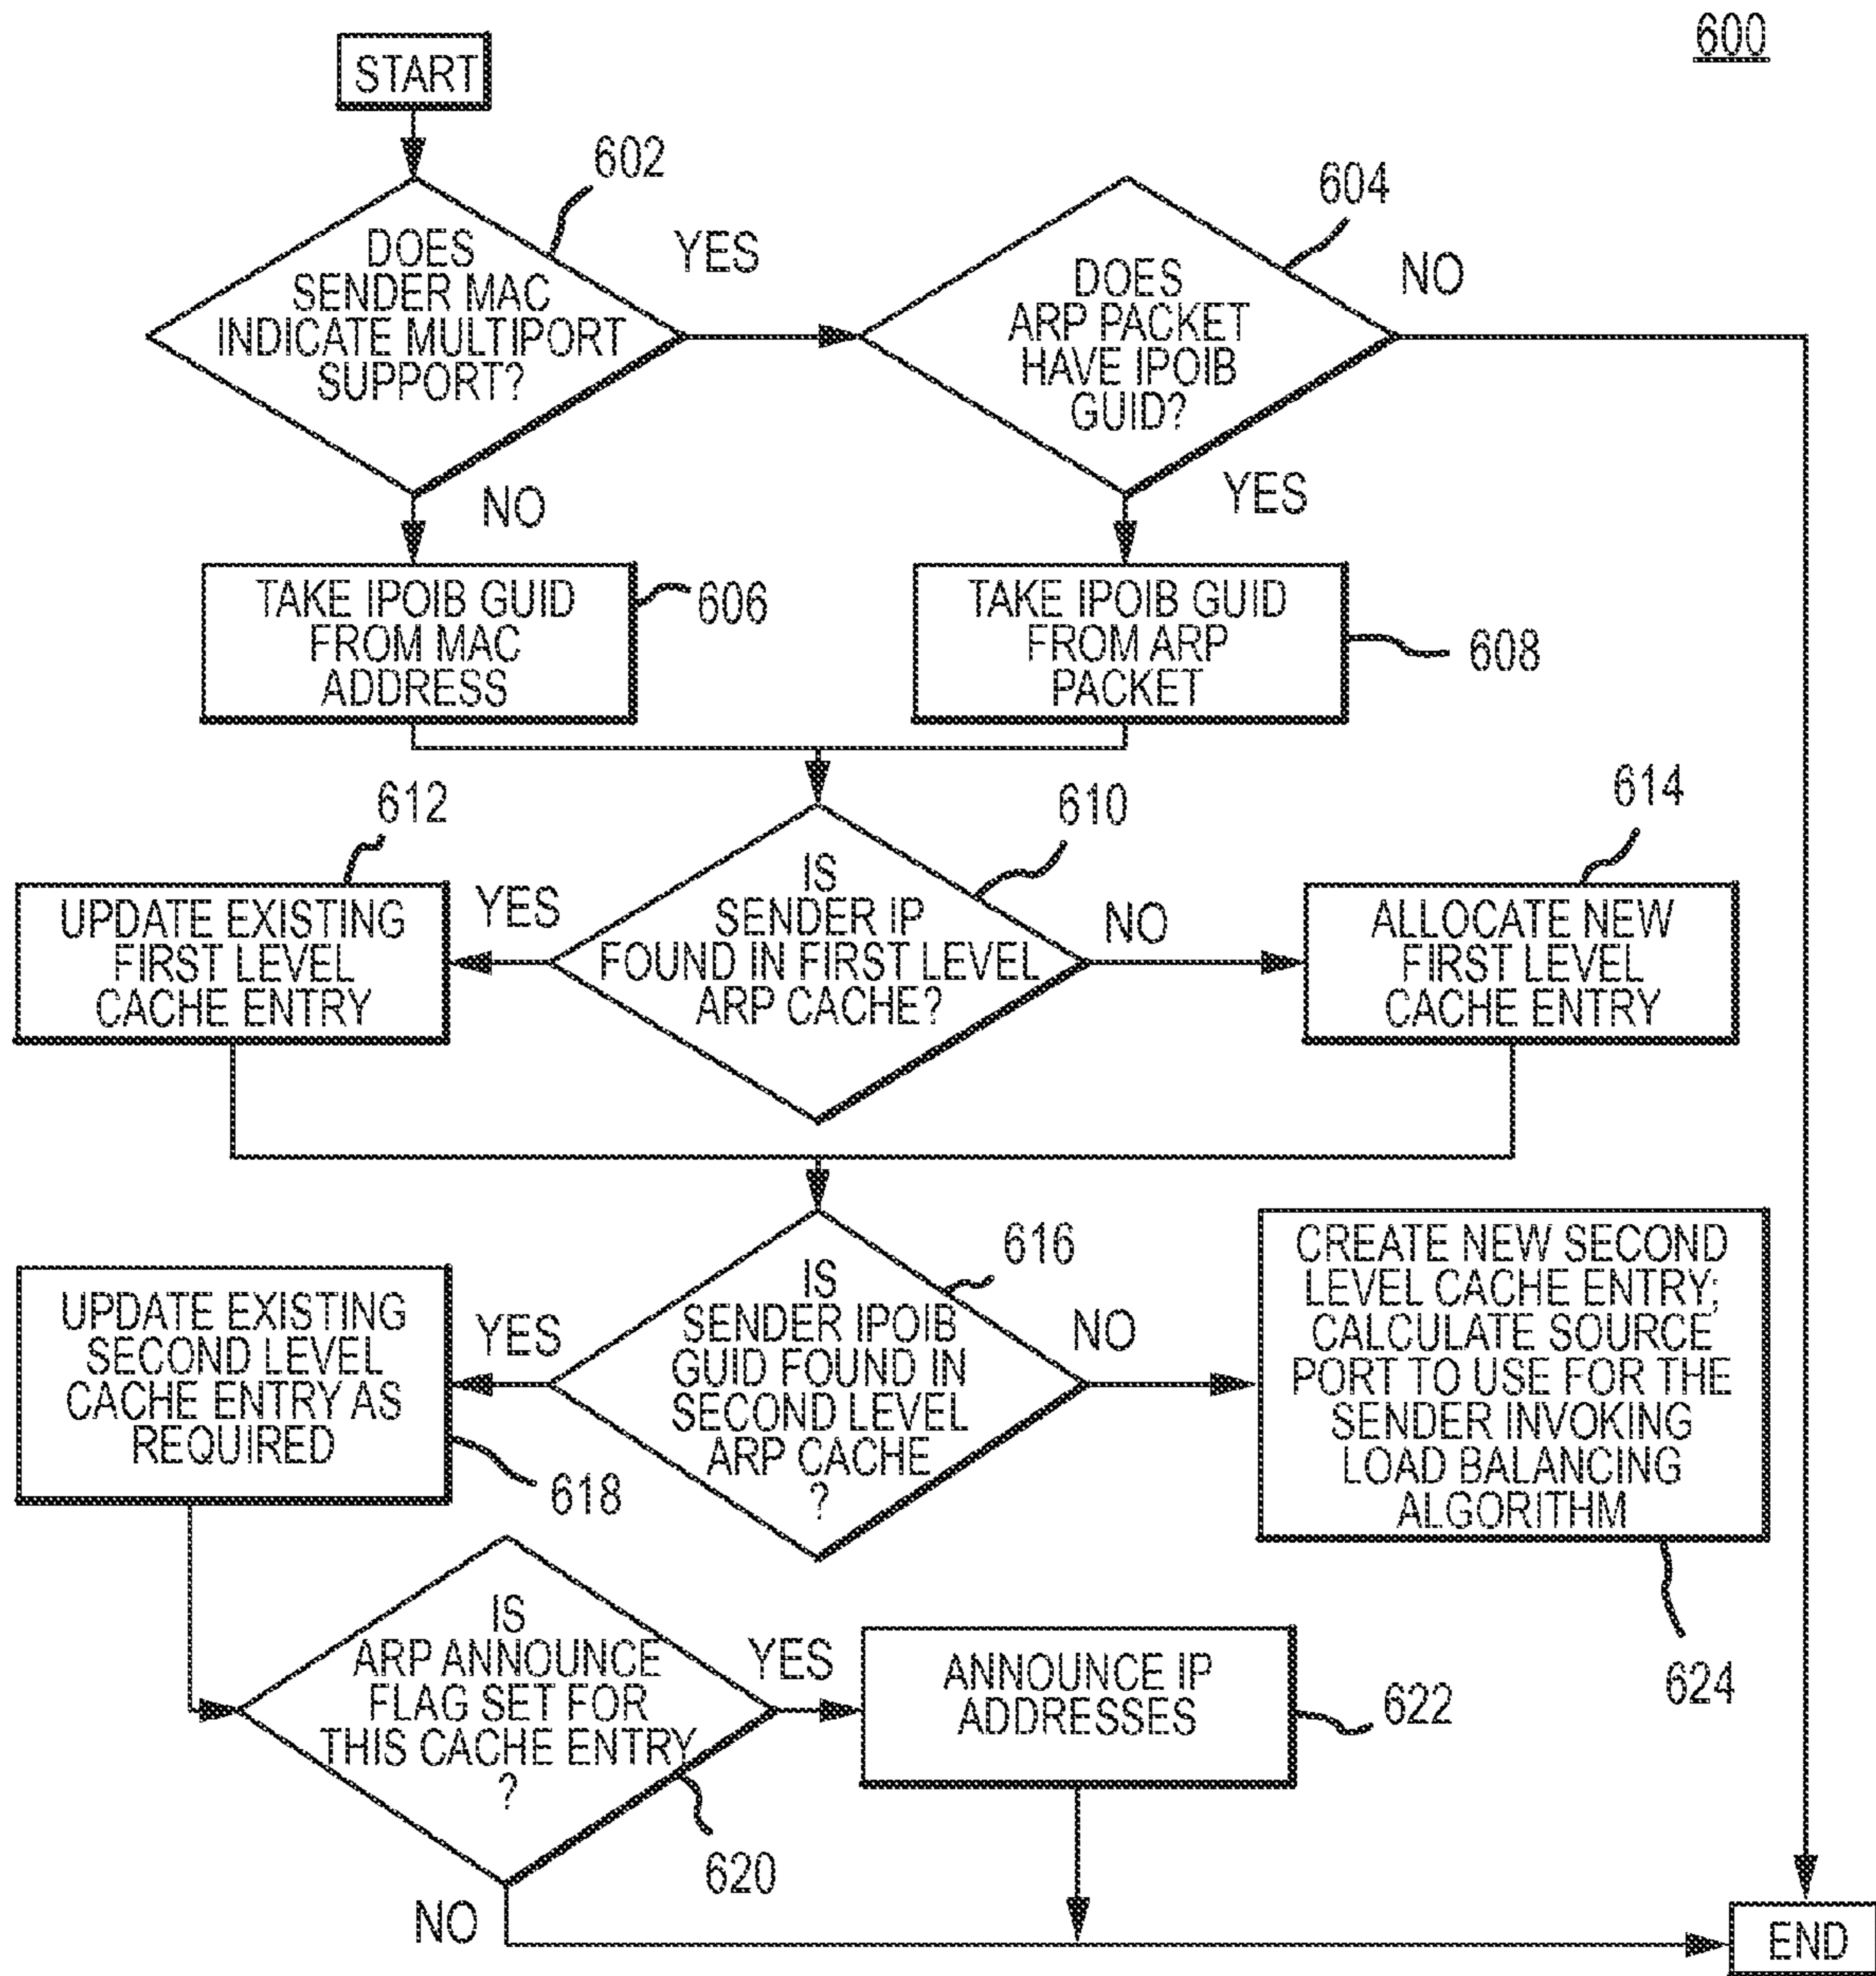 600
START
602
DOES
SENDER MAC
INDICATE MULTIPORT
SUPPORT?
YES
NO
604
DOES
ARP PACKET
HAVE IPOIB
GUID?
NO
YES
TAKE IPOIB GUID
FROM MAC
ADDRESS
606
TAKE IPOIB GUID
FROM ARP
PACKET
608
612
UPDATE EXISTING
FIRST LEVEL
CACHE ENTRY
YES
610
IS
SENDER IP
FOUND IN FIRST LEVEL
ARP CACHE?
NO
614
ALLOCATE NEW
FIRST LEVEL
CACHE ENTRY
UPDATE EXISTING
SECOND LEVEL
CACHE ENTRY AS
REQUIRED
618
YES
616
IS
SENDER IPOIB
GUID FOUND IN
SECOND LEVEL
ARP CACHE
?
NO
CREATE NEW SECOND
LEVEL CACHE ENTRY;
CALCULATE SOURCE
PORT TO USE FOR THE
SENDER INVOKING
LOAD BALANCING
ALGORITHM
624
IS
ARP ANNOUNCE
FLAG SET FOR
THIS CACHE ENTRY
?
620
YES
NO
ANNOUNCE IP
ADDRESSES
622
END